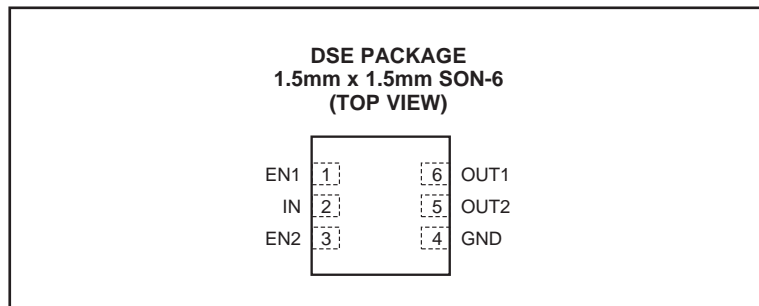 DSE PACKAGE
1.5mm x 1.5mm SON-6
(TOP VIEW)
EN1 1 6 OUT1
IN 2 5 OUT2
EN2 3 4 GND